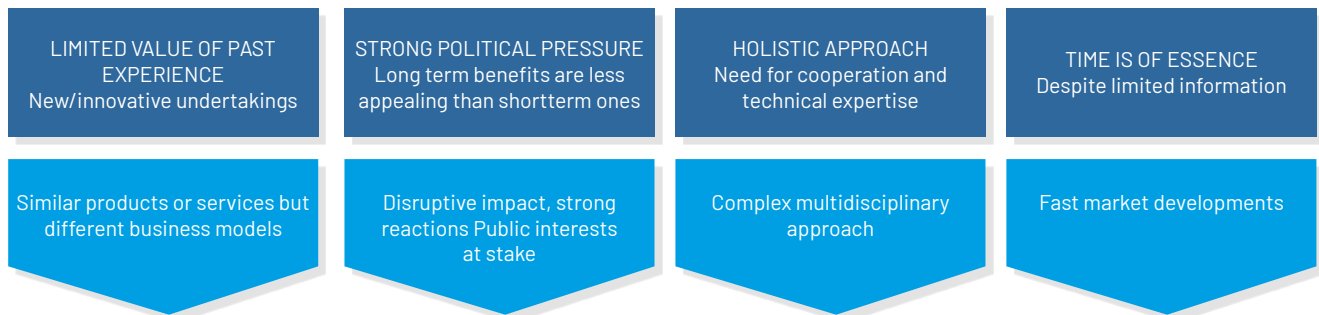 LIMITED VALUE OF PAST
EXPERIENCE
New/innovative undertakings
STRONG POLITICAL PRESSURE
Long term benefits are less
appealing than shortterm ones
HOLISTIC APPROACH
Need for cooperation and
technical expertise
TIME IS OF ESSENCE
Despite limited information
Similar products or services but
different business models
Disruptive impact, strong
reactions Public interests
at stake
Complex multidisciplinary
approach
Fast market developments